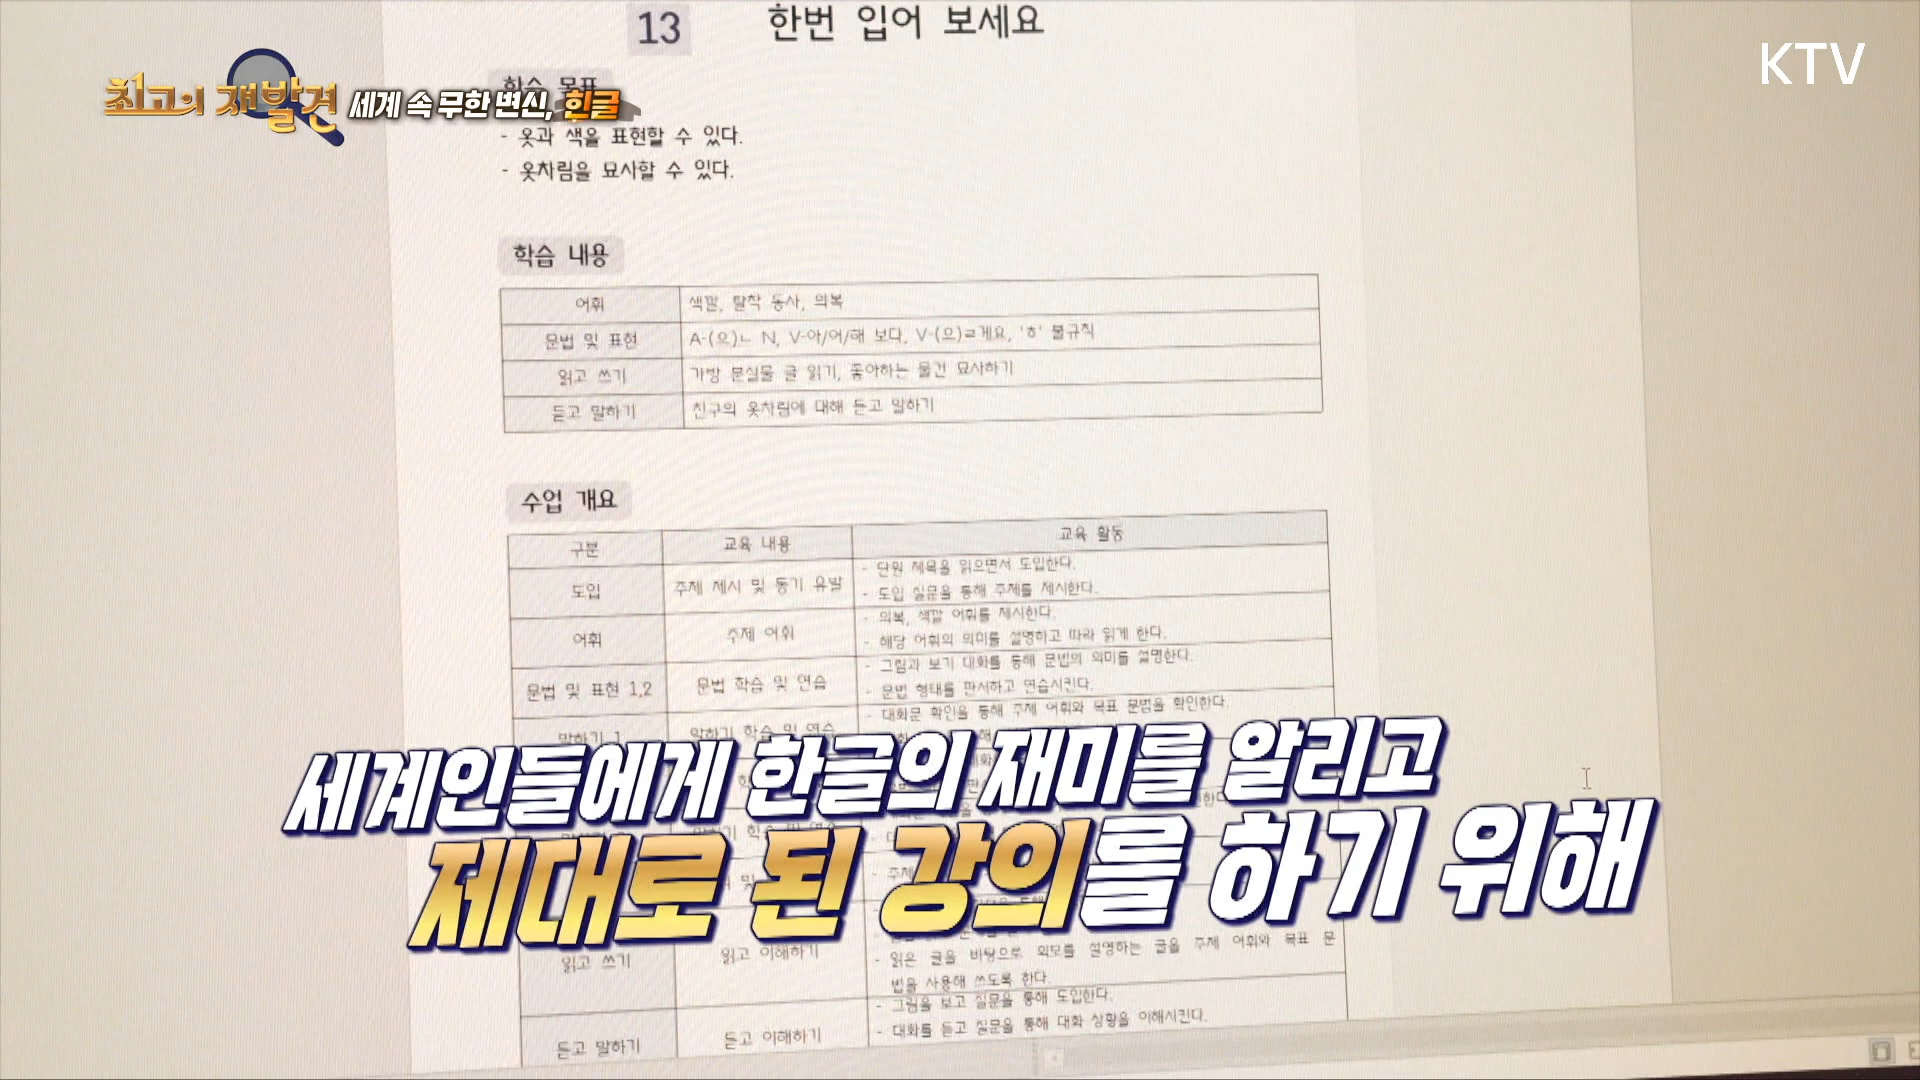 13 한번 입어 보세요
KTV
최고의 재발견 세계 속 무한 변신, 한글
학습 목표
- 옷과 색을 표현할 수 있다.
- 옷차림을 묘사할 수 있다.
학습 내용
어휘 색깔, 탈착 동사, 의복
문법 및 표현 A-(으)ㄴ N, V-아/어/해 보다, V-(으)ㄹ게요, 'ㅎ' 불규칙
읽고 쓰기 가방 분실물 글 읽기, 좋아하는 물건 묘사하기
듣고 말하기 친구의 옷차림에 대해 듣고 말하기
수업 개요
구분 교육 내용 교육 활동
도입 주제 제시 및 동기 유발 - 단원 제목을 읽으면서 도입한다.
- 도입 질문을 통해 주제를 제시한다.
어휘 주제 어휘 - 의복, 색깔 어휘를 제시한다.
- 해당 어휘의 의미를 설명하고 따라 읽게 한다.
문법 및 표현 1,2 문법 학습 및 연습 - 그림과 보기 대화를 통해 문법의 의미를 설명한다.
- 문법 형태를 판서하고 연습시킨다.
말하기 1 말하기 학습 및 연습 - 대화문 확인을 통해 주제 어휘와 목표 문법을 확인한다.
세계인들에게 한글의 재미를 알리고
제대로 된 강의를 하기 위해
읽고 쓰기 읽고 이해하기 - 읽은 글을 바탕으로 외모를 설명하는 글을 주제 어휘와 목표 문
법을 사용해 쓰도록 한다.
듣고 말하기 듣고 이해하기 - 그림을 보고 질문을 통해 도입한다.
- 대화를 듣고 질문을 통해 대화 상황을 이해시킨다.